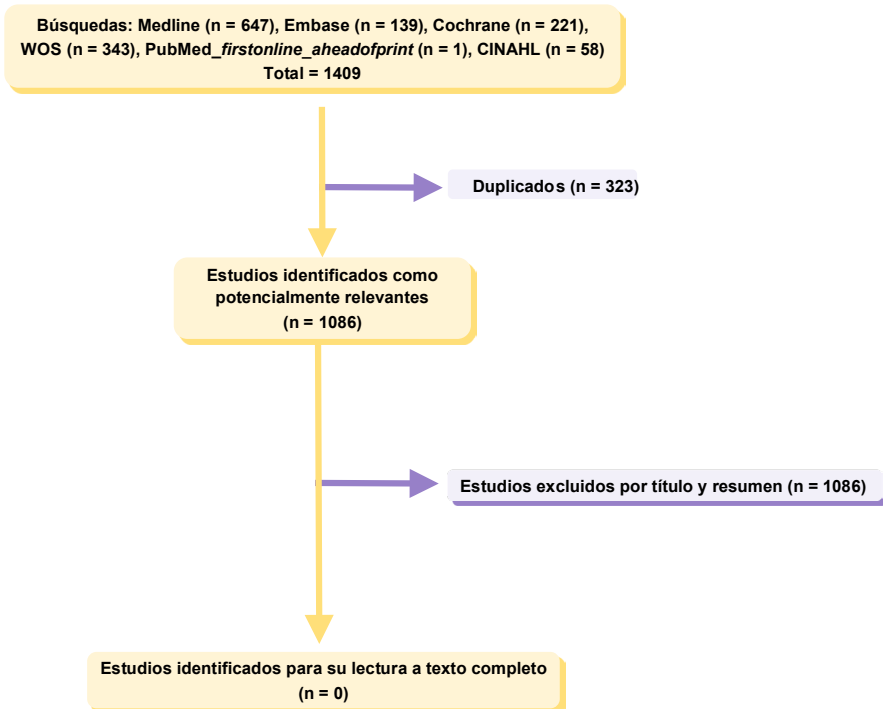 Búsquedas: Medline (n = 647), Embase (n = 139), Cochrane (n = 221),
WOS (n = 343), PubMed_firstonline_aheadofprint (n = 1), CINAHL (n = 58)
Total = 1409
Duplicados (n = 323)
Estudios identificados como
potencialmente relevantes
(n = 1086)
Estudios excluidos por título y resumen (n = 1086)
Estudios identificados para su lectura a texto completo
(n = 0)